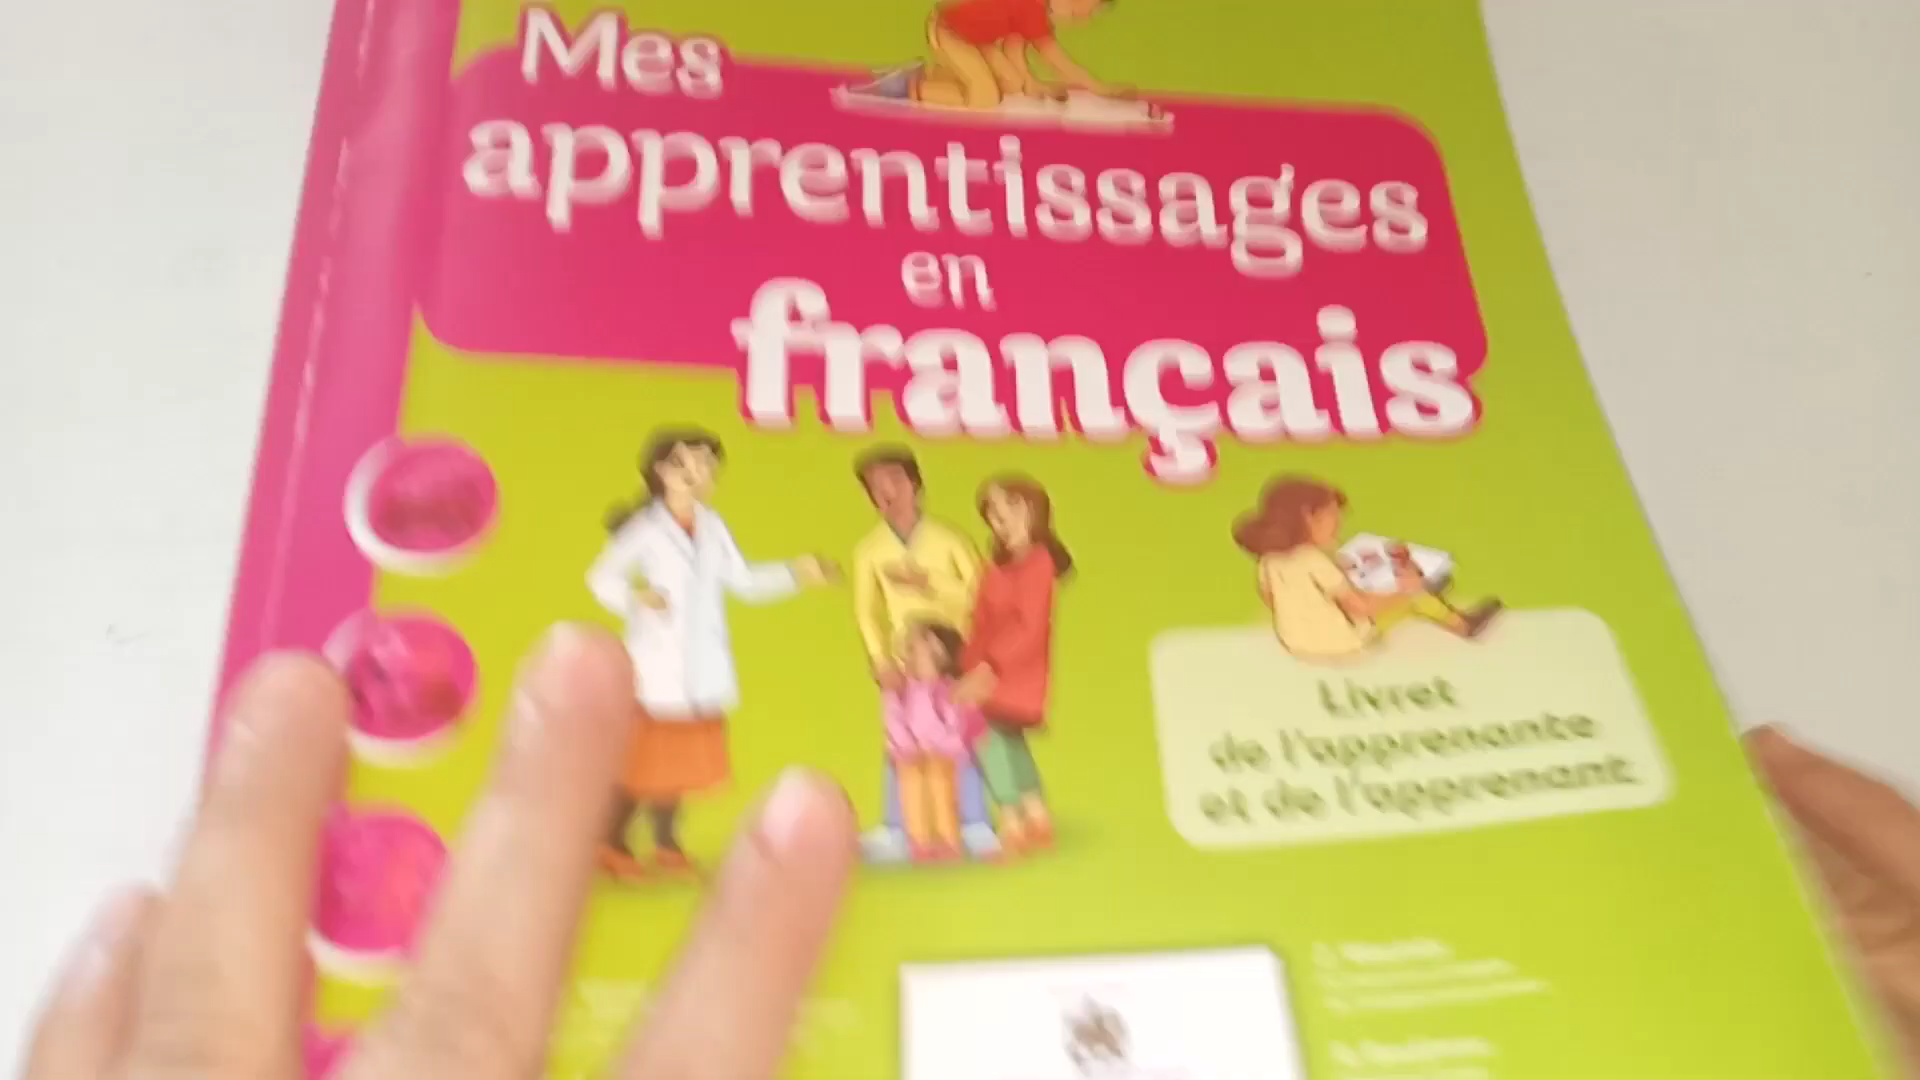 Mes
apprentissages
en
français
Livret
de l'apprenante
et de l'apprenant